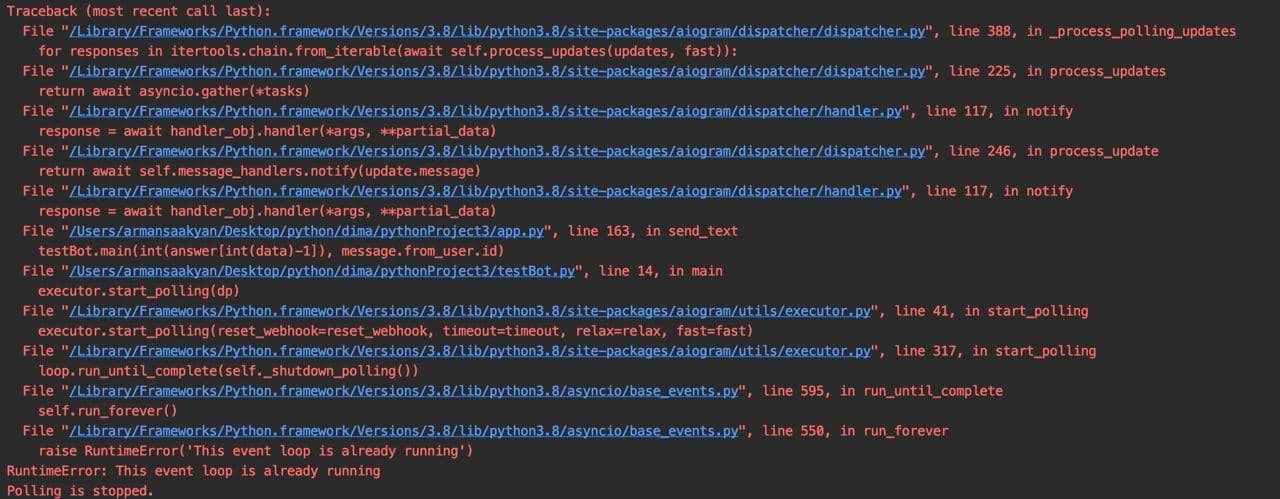 Traceback (most recent call last):
  File "/Library/Frameworks/Python.framework/Versions/3.8/lib/python3.8/site-packages/aiogram/dispatcher/dispatcher.py", line 388, in _process_polling_updates
    for responses in itertools.chain.from_iterable(await self.process_updates(updates, fast)):
  File "/Library/Frameworks/Python.framework/Versions/3.8/lib/python3.8/site-packages/aiogram/dispatcher/dispatcher.py", line 225, in process_updates
    return await asyncio.gather(*tasks)
  File "/Library/Frameworks/Python.framework/Versions/3.8/lib/python3.8/site-packages/aiogram/dispatcher/handler.py", line 117, in notify
    response = await handler_obj.handler(*args, **partial_data)
  File "/Library/Frameworks/Python.framework/Versions/3.8/lib/python3.8/site-packages/aiogram/dispatcher/dispatcher.py", line 246, in process_update
    return await self.message_handlers.notify(update.message)
  File "/Library/Frameworks/Python.framework/Versions/3.8/lib/python3.8/site-packages/aiogram/dispatcher/handler.py", line 117, in notify
    response = await handler_obj.handler(*args, **partial_data)
  File "/Users/armansaakyan/Desktop/python/dima/pythonProject3/app.py", line 163, in send_text
    testBot.main(int(answer[int(data)-1]), message.from_user.id)
  File "/Users/armansaakyan/Desktop/python/dima/pythonProject3/testBot.py", line 14, in main
    executor.start_polling(dp)
  File "/Library/Frameworks/Python.framework/Versions/3.8/lib/python3.8/site-packages/aiogram/utils/executor.py", line 41, in start_polling
    executor.start_polling(reset_webhook=reset_webhook, timeout=timeout, relax=relax, fast=fast)
  File "/Library/Frameworks/Python.framework/Versions/3.8/lib/python3.8/site-packages/aiogram/utils/executor.py", line 317, in start_polling
    loop.run_until_complete(self._shutdown_polling())
  File "/Library/Frameworks/Python.framework/Versions/3.8/lib/python3.8/asyncio/base_events.py", line 595, in run_until_complete
    self.run_forever()
  File "/Library/Frameworks/Python.framework/Versions/3.8/lib/python3.8/asyncio/base_events.py", line 550, in run_forever
    raise RuntimeError('This event loop is already running')
RuntimeError: This event loop is already running
Polling is stopped.